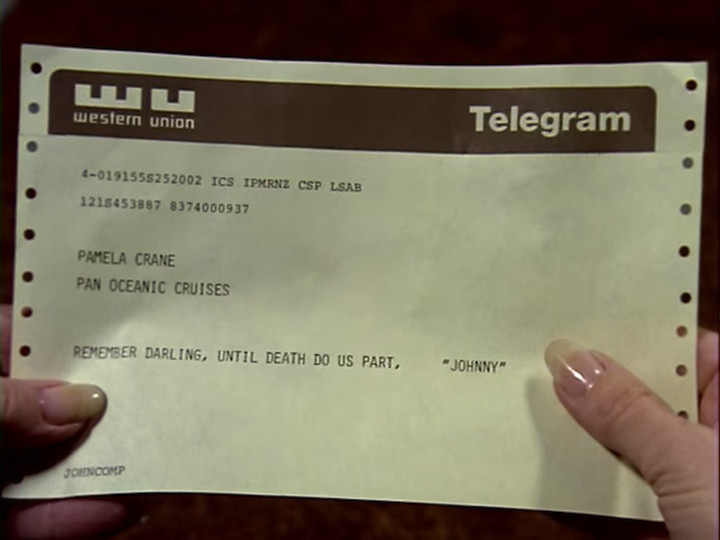 WU
western union
Telegram
4-019155S252002 ICS IPMRNZ CSP LSAB
121S453887 8374000937
PAMELA CRANE
PAN OCEANIC CRUISES
REMEMBER DARLING, UNTIL DEATH DO US PART, "JOHNNY"
JOHNCOMP